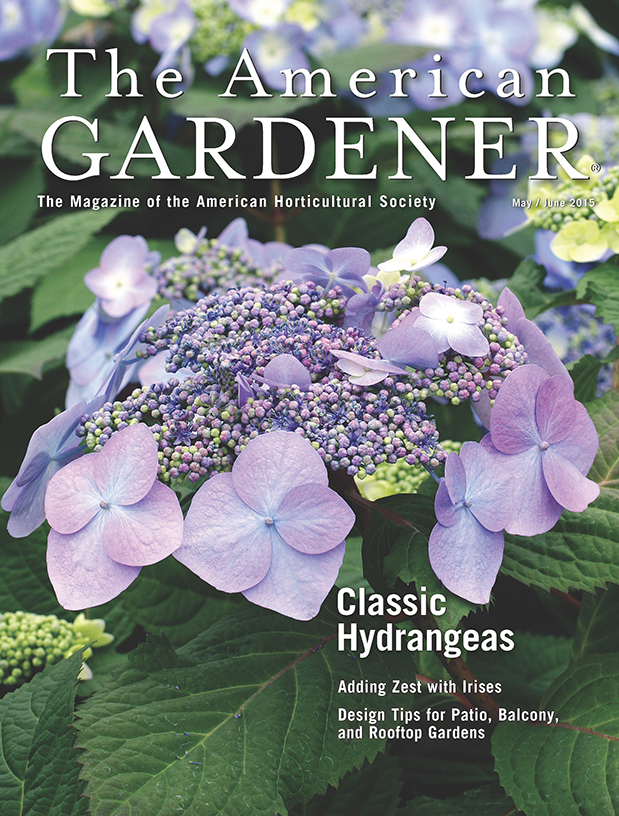 The American
GARDENER®
The Magazine of the American Horticultural Society
May / June 2015
Classic
Hydrangeas
Adding Zest with Irises
Design Tips for Patio, Balcony,
and Rooftop Gardens